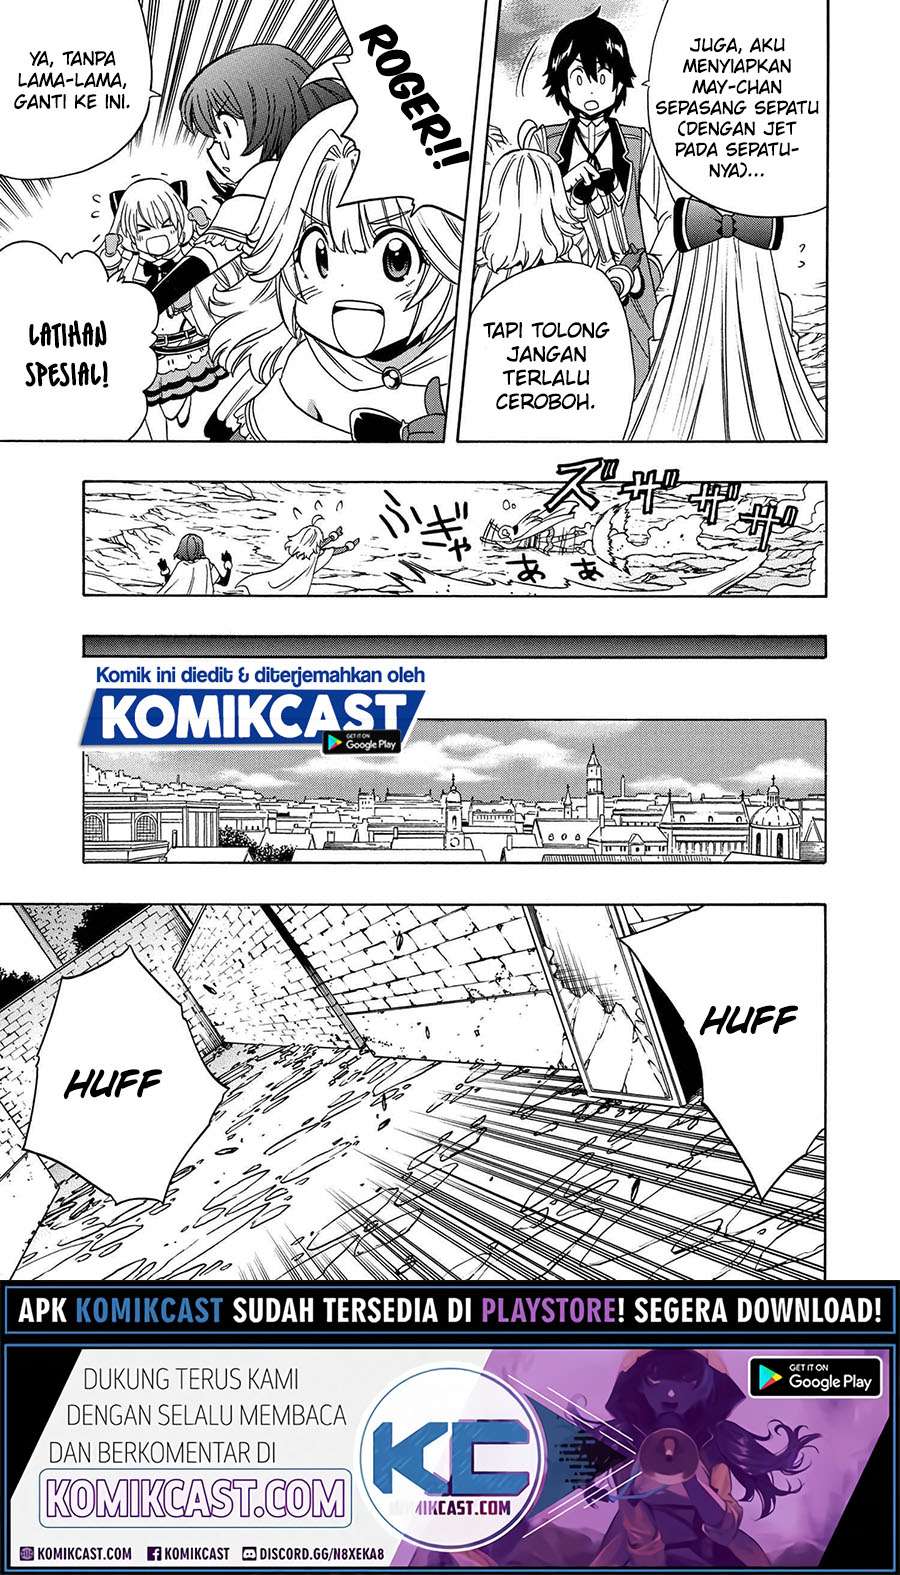 JUGA, AKU
MENYIAPKAN
MAY-CHAN
SEPASANG SEPATU
(DENGAN JET
PADA SEPATU-
NYA)...
TAPI TOLONG
JANGAN
TERLALU
CEROBOH.
ROGER!!
YA, TANPA
LAMA-LAMA,
GANTI KE INI.
LATIHAN
SPESIAL!
ズザザザザ
ふぎゃ
ああ
Komik ini diedit & diterjemahkan oleh
KOMIKCAST
GET IT ON
Google Play
HUFF
HUFF
APK KOMIKCAST SUDAH TERSEDIA DI PLAYSTORE! SEGERA DOWNLOAD!
DUKUNG TERUS KAMI
DENGAN SELALU MEMBACA
DAN BERKOMENTAR DI
KOMIKCAST.COM
KOMIKCAST.COM KOMIKCAST DISCORD.GG/N8XEKA8
KC
KOMIKCAST.COM
GET IT ON
Google Play